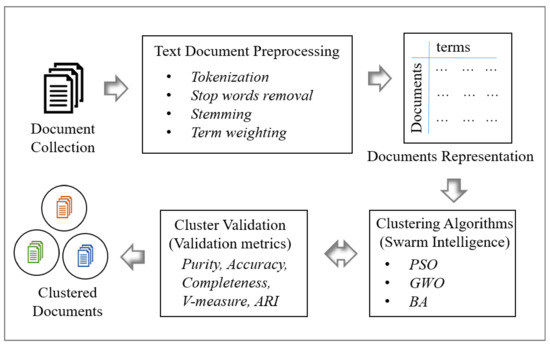 Document
Collection
Text Document Preprocessing
• Tokenization
• Stop words removal
• Stemming
• Term weighting
terms
Documents
... ... ...
... ... ...
... ... ...
Documents Representation
Clustering Algorithms
(Swarm Intelligence)
• PSO
• GWO
• BA
Cluster Validation
(Validation metrics)
Purity, Accuracy,
Completeness,
V-measure, ARI
Clustered
Documents